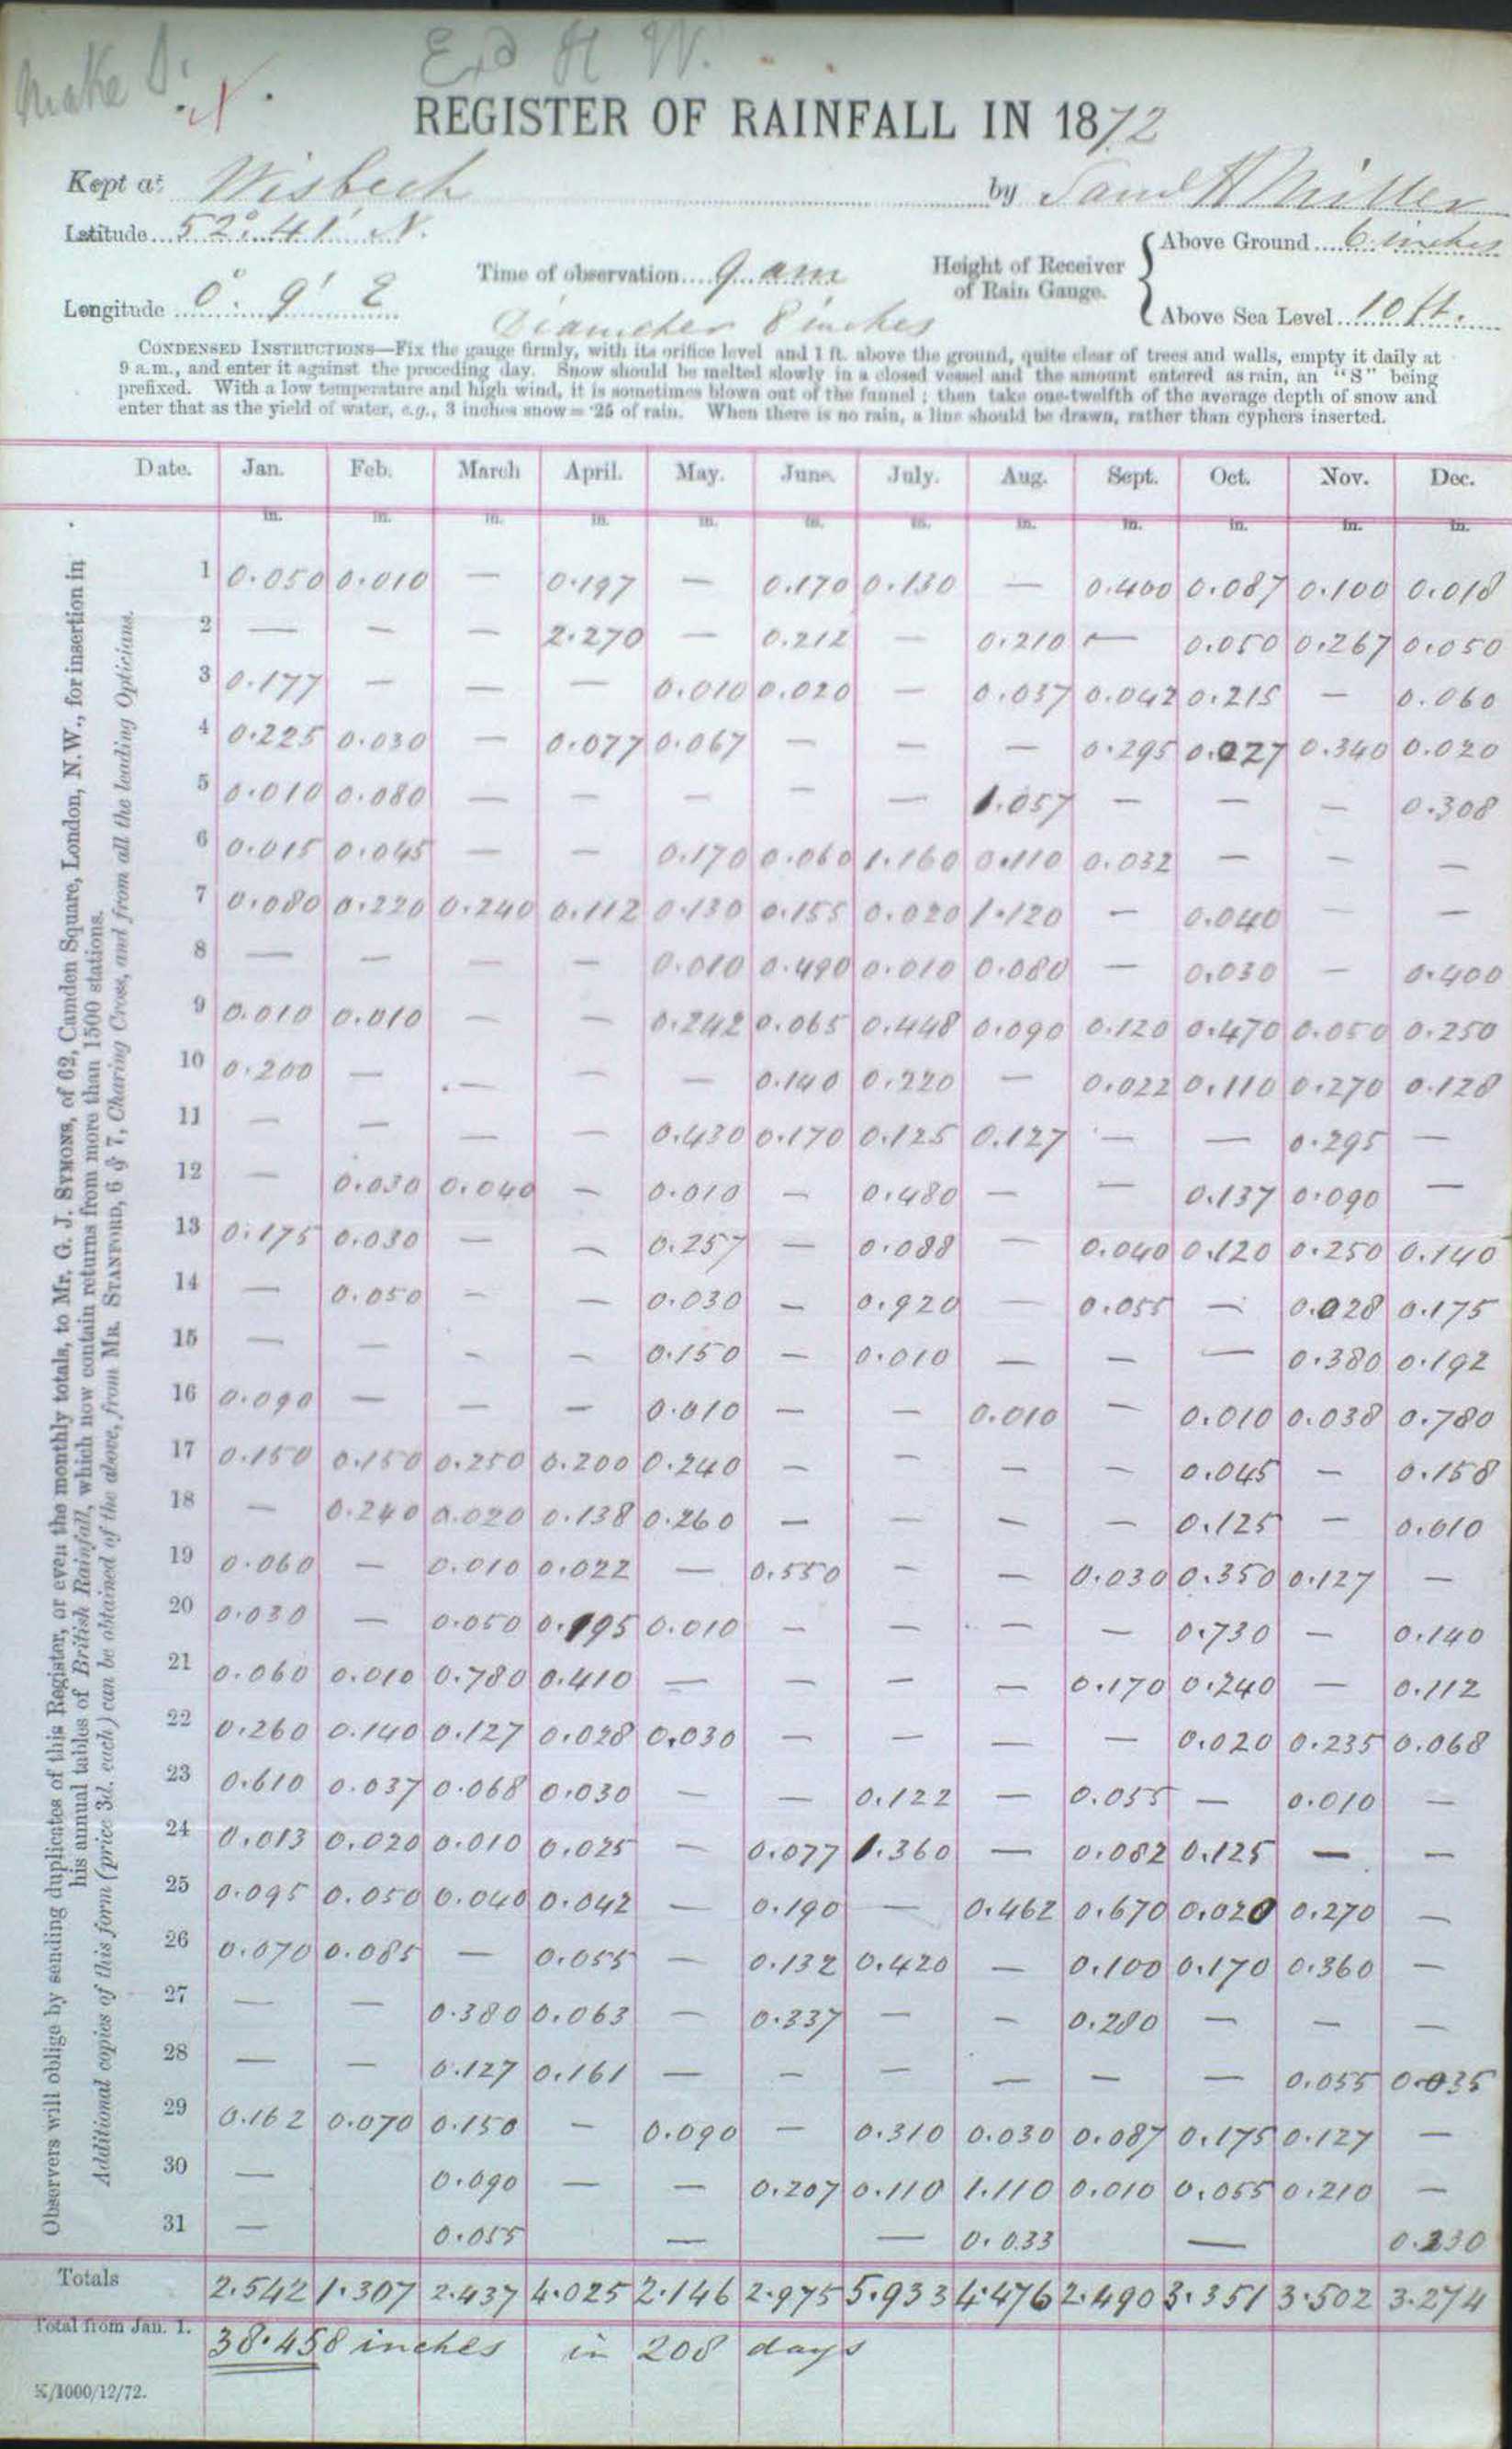 Make
Ed H W.
REGISTER OF RAINFALL IN 1872
Kept at Wisbech by Saml H Miller
Latitude 52° 41' N.
Time of observation 9 am
Height of Receiver of Rain Gauge.
Above Ground 6 inches
Longitude 0° 9' E
Diameter 8 inches
Above Sea Level 10 ft.
CONDENSED INSTRUCTIONS—Fix the gauge firmly, with its orifice level and 1 ft. above the ground, quite clear of trees and walls, empty it daily at
9 a.m., and enter it against the preceding day. Snow should be melted slowly in a closed vessel and the amount entered as rain, an "S" being
prefixed. With a low temperature and high wind, it is sometimes blown out of the funnel; then take one-twelfth of the average depth of snow and
enter that as the yield of water, e.g., 3 inches snow = ·25 of rain. When there is no rain, a line should be drawn, rather than cyphers inserted.
Observers will oblige by sending duplicates of this Register, or even the monthly totals, to Mr. G. J. SYMONS, of 62, Camden Square, London, N.W., for insertion in
his annual tables of British Rainfall, which now contain returns from more than 1500 stations.
Additional copies of this form (price 3d. each) can be obtained of the above, from MR. STANFORD, 6 & 7, Charing Cross, and from all the leading Opticians.
Date. Jan. Feb. March April. May. June. July. Aug. Sept. Oct. Nov. Dec.
in. in. in. in. in. in. in. in. in. in. in. in.
1 0.050 0.010 — 0.197 — 0.170 0.130 — 0.400 0.087 0.100 0.018
2 — — — 2.270 — 0.212 — 0.210 — 0.050 0.267 0.050
3 0.177 — — — 0.010 0.020 — 0.037 0.042 0.215 — 0.060
4 0.225 0.030 — 0.077 0.067 — — — 0.295 0.027 0.340 0.020
5 0.010 0.080 — — — — — 1.057 — — — 0.308
6 0.015 0.045 — — 0.170 0.060 1.160 0.110 0.032 — — —
7 0.080 0.220 0.240 0.112 0.130 0.155 0.020 1.120 — 0.040 — —
8 — — — — 0.010 0.490 0.010 0.080 — 0.030 — 0.400
9 0.010 0.010 — — 0.242 0.065 0.448 0.090 0.120 0.470 0.050 0.250
10 0.200 — — — — 0.140 0.220 — 0.022 0.110 0.270 0.128
11 — — — — 0.430 0.170 0.125 0.127 — — 0.295 —
12 — 0.030 0.040 — 0.010 — 0.480 — — 0.137 0.090 —
13 0.175 0.030 — — 0.257 — 0.088 — 0.040 0.120 0.250 0.140
14 — 0.050 — — 0.030 — 0.920 — 0.055 — 0.028 0.175
15 — — — — 0.150 — 0.010 — — — 0.380 0.192
16 0.090 — — — 0.010 — — 0.010 — 0.010 0.038 0.780
17 0.150 0.150 0.250 0.200 0.240 — — — — 0.045 — 0.158
18 — 0.240 0.020 0.138 0.260 — — — — 0.125 — 0.010
19 0.060 — 0.010 0.022 — 0.550 — — 0.030 0.350 0.127 —
20 0.030 — 0.050 0.195 0.010 — — — — 0.730 — 0.140
21 0.060 0.010 0.780 0.410 — — — — 0.170 0.240 — 0.112
22 0.260 0.140 0.127 0.028 0.030 — — — — 0.020 0.235 0.068
23 0.610 0.037 0.068 0.030 — — 0.122 — 0.055 — 0.010 —
24 0.013 0.020 0.010 0.025 — 0.077 1.360 — 0.082 0.125 — —
25 0.095 0.050 0.040 0.042 — 0.190 — 0.462 0.670 0.020 0.270 —
26 0.070 0.085 — 0.055 — 0.132 0.420 — 0.100 0.170 0.360 —
27 — — 0.380 0.063 — 0.337 — — 0.280 — — —
28 — — 0.127 0.161 — — — — — — 0.055 0.035
29 0.162 0.070 0.150 — 0.090 — 0.310 0.030 0.087 0.175 0.127 —
30 — 0.090 — — 0.207 0.110 1.110 0.010 0.055 0.210 —
31 — 0.055 — — 0.033 — 0.230
Totals 2.542 1.307 2.437 4.025 2.146 2.975 5.933 4.476 2.490 3.351 3.502 3.274
Total from Jan. 1. 38.458 inches in 208 days
K/1000/12/72.